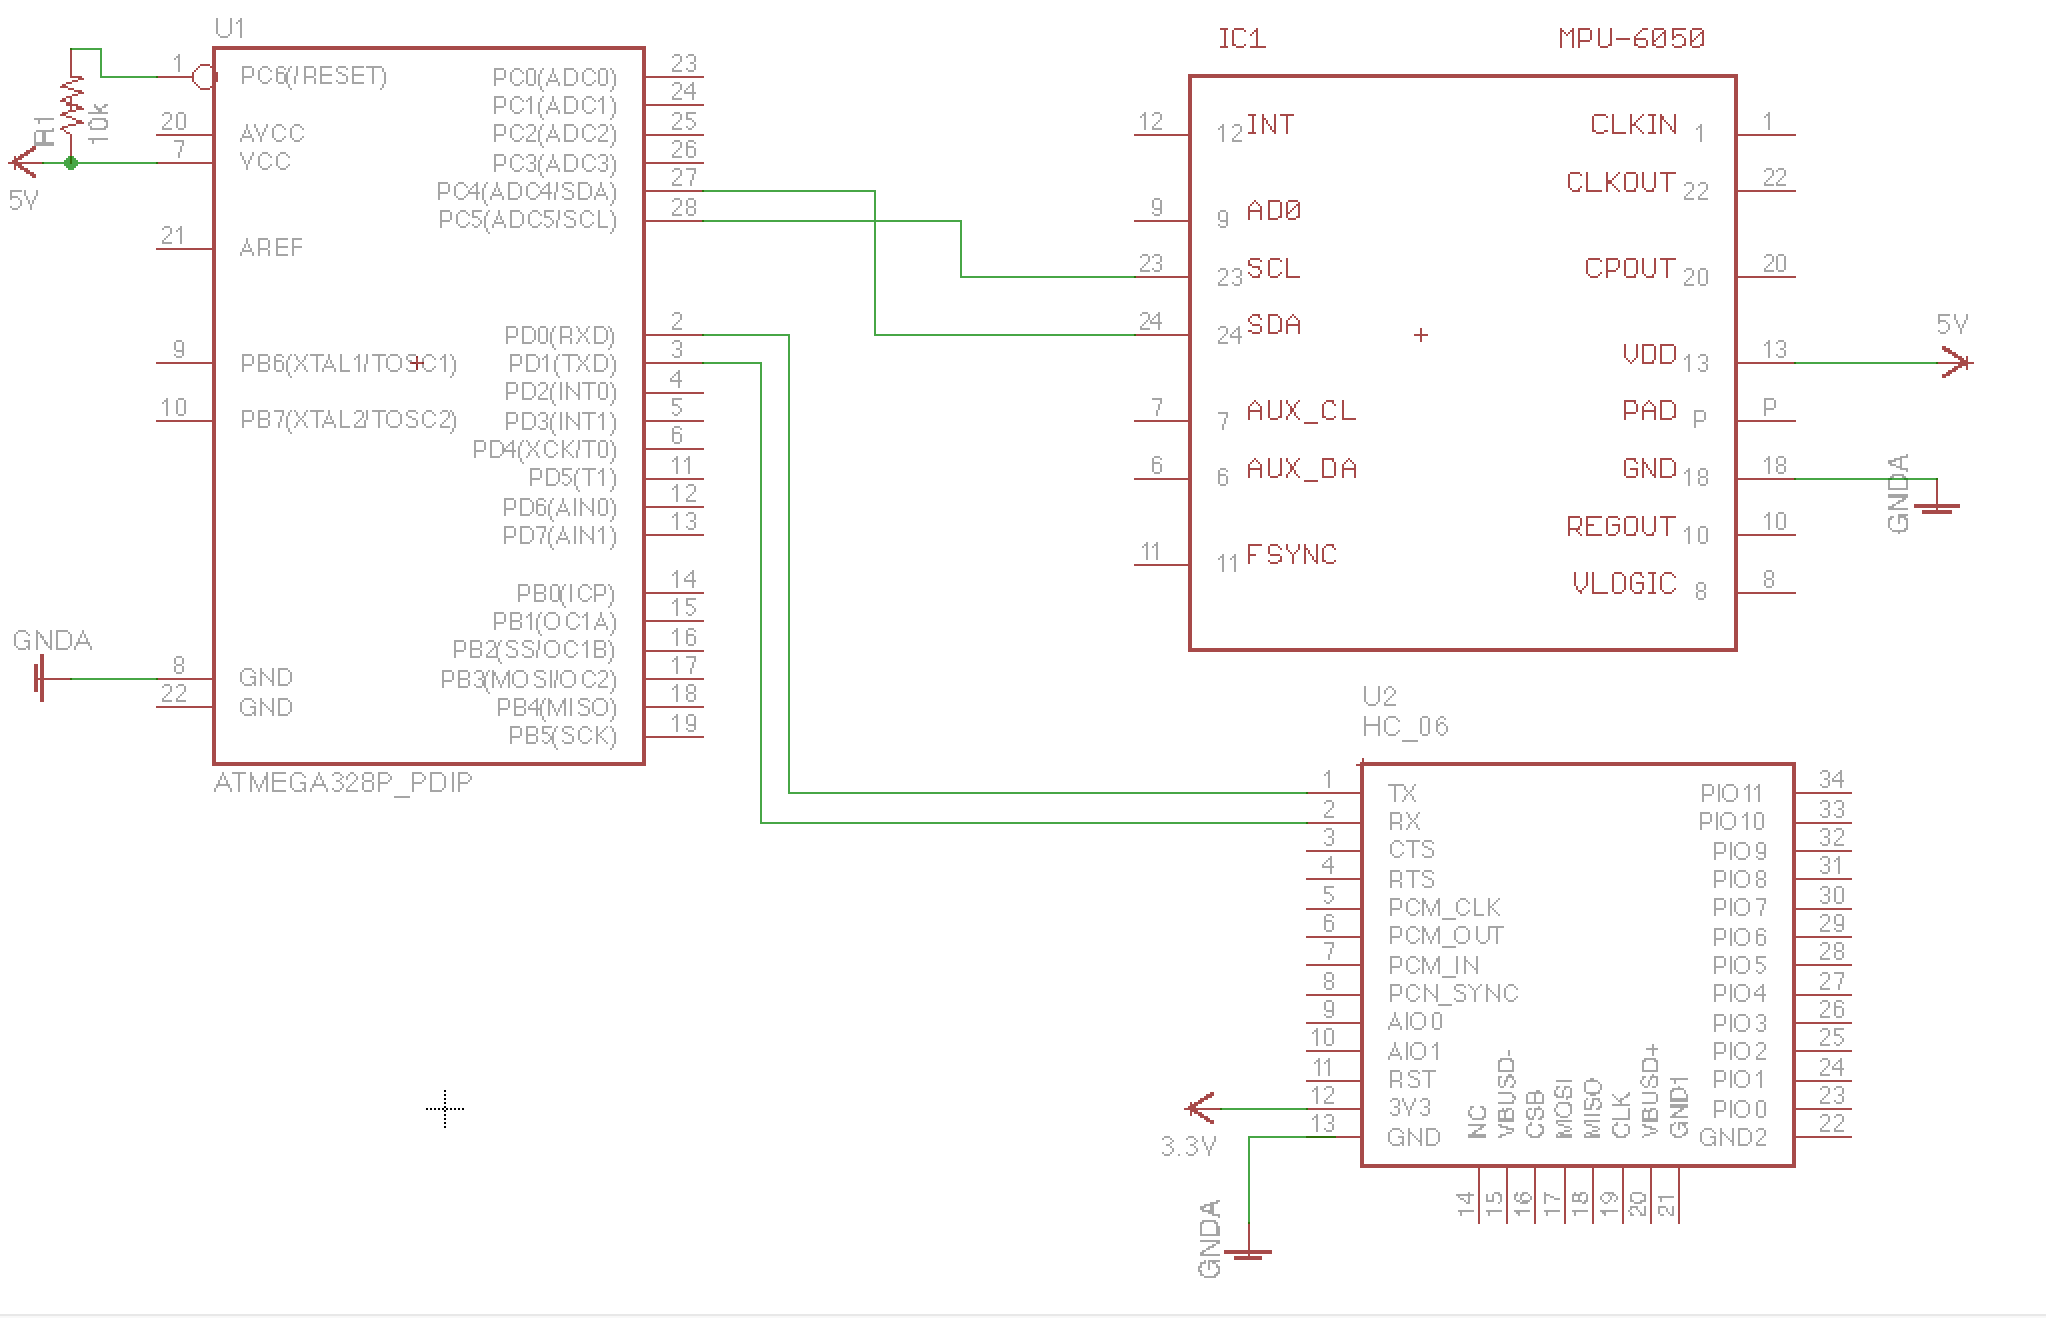 U1
1 PC6(/RESET)
20 AVCC
7 VCC
21 AREF
9 PB6(XTAL1/TOSC1)
10 PB7(XTAL2/TOSC2)
8 GND
22 GND
R1
10k
5V
GNDA
PC0(ADC0) 23
PC1(ADC1) 24
PC2(ADC2) 25
PC3(ADC3) 26
PC4(ADC4/SDA) 27
PC5(ADC5/SCL) 28
PD0(RXD) 2
PD1(TXD) 3
PD2(INT0) 4
PD3(INT1) 5
PD4(XCK/T0) 6
PD5(T1) 11
PD6(AIN0) 12
PD7(AIN1) 13
PB0(ICP) 14
PB1(OC1A) 15
PB2(SS/OC1B) 16
PB3(MOSI/OC2) 17
PB4(MISO) 18
PB5(SCK) 19
ATMEGA328P_PDIP
IC1 MPU-6050
12 12 INT
9 9 AD0
23 23 SCL
24 24 SDA
7 7 AUX_CL
6 6 AUX_DA
11 11 FSYNC
CLKIN 1 1
CLKOUT 22 22
CPOUT 20 20
VDD 13 13
PAD P P
GND 18 18
REGOUT 10 10
VLOGIC 8 8
5V
GNDA
U2
HC_06
1 TX
2 RX
3 CTS
4 RTS
5 PCM_CLK
6 PCM_OUT
7 PCM_IN
8 PCN_SYNC
9 AIO0
10 AIO1
11 RST
12 3V3
13 GND
3.3V
GNDA
NC 14
VBUSD- 15
CSB 16
MOSI 17
MISO 18
CLK 19
VBUSD+ 20
GND1 21
PIO11 34
PIO10 33
PIO9 32
PIO8 31
PIO7 30
PIO6 29
PIO5 28
PIO4 27
PIO3 26
PIO2 25
PIO1 24
PIO0 23
GND2 22